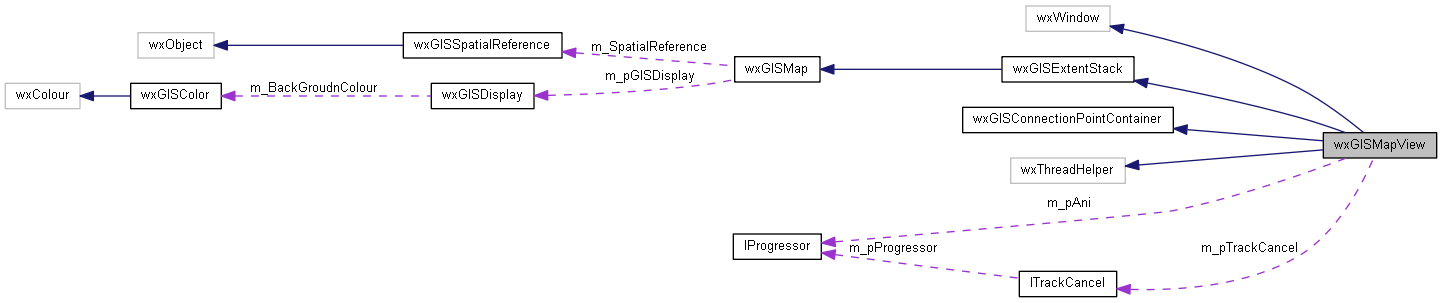 wxWindow
wxObject
wxGISSpatialReference
m_SpatialReference
wxGISMap
wxGISExtentStack
m_pGISDisplay
wxColour
wxGISColor
m_BackGroudnColour
wxGISDisplay
wxGISConnectionPointContainer
wxGISMapView
wxThreadHelper
m_pAni
IProgressor
m_pProgressor
m_pTrackCancel
ITrackCancel